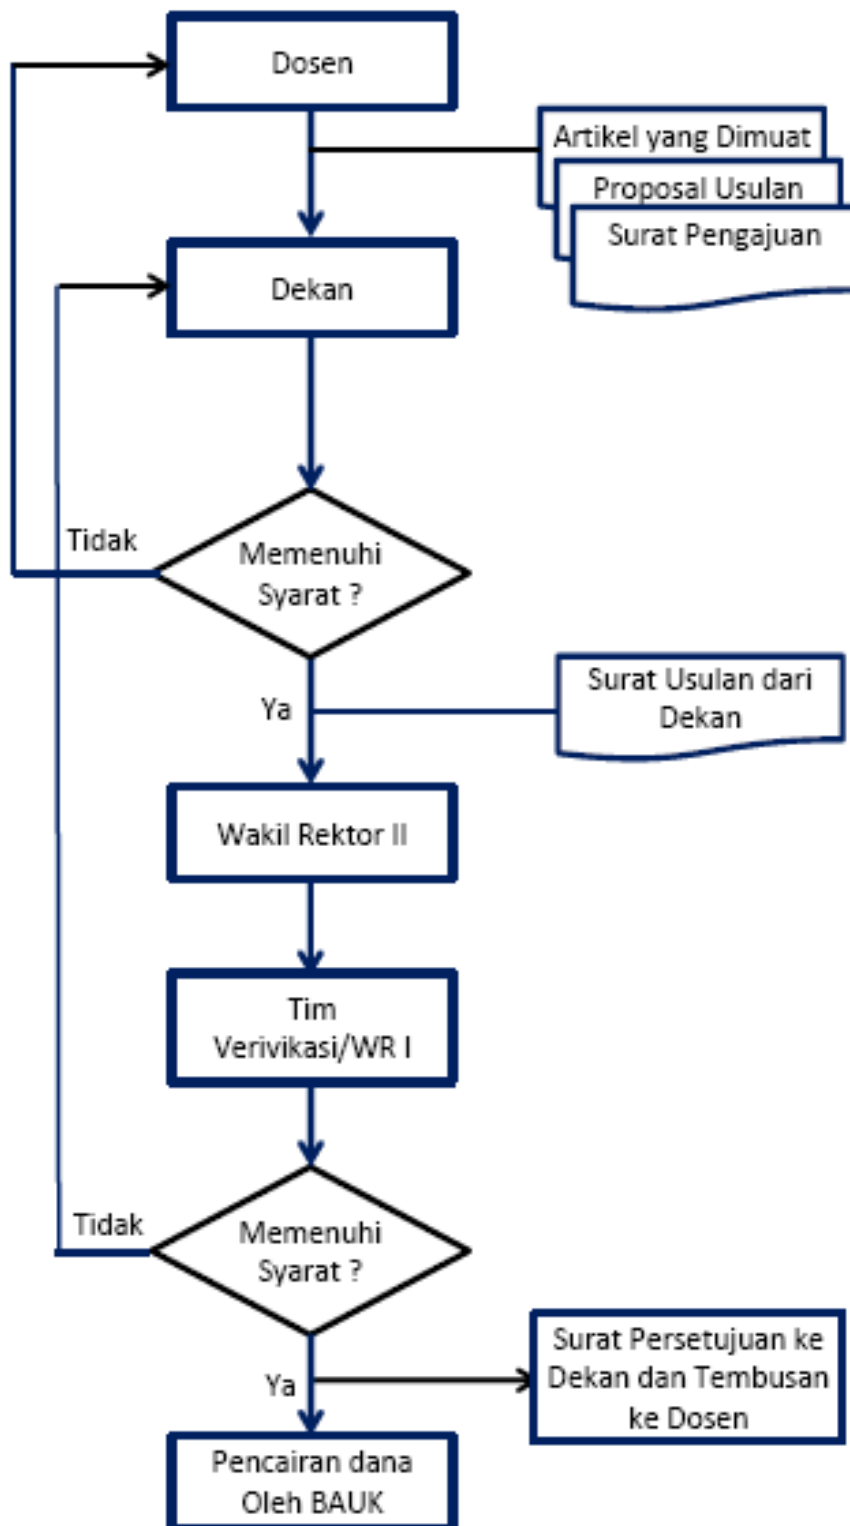 Dosen
Artikel yang Dimuat
Proposal Usulan
Surat Pengajuan
Dekan
Tidak
Memenuhi
Syarat ?
Ya
Surat Usulan dari
Dekan
Wakil Rektor II
Tim
Verivikasi/WR I
Tidak
Memenuhi
Syarat ?
Ya
Surat Persetujuan ke
Dekan dan Tembusan
ke Dosen
Pencairan dana
Oleh BAUK